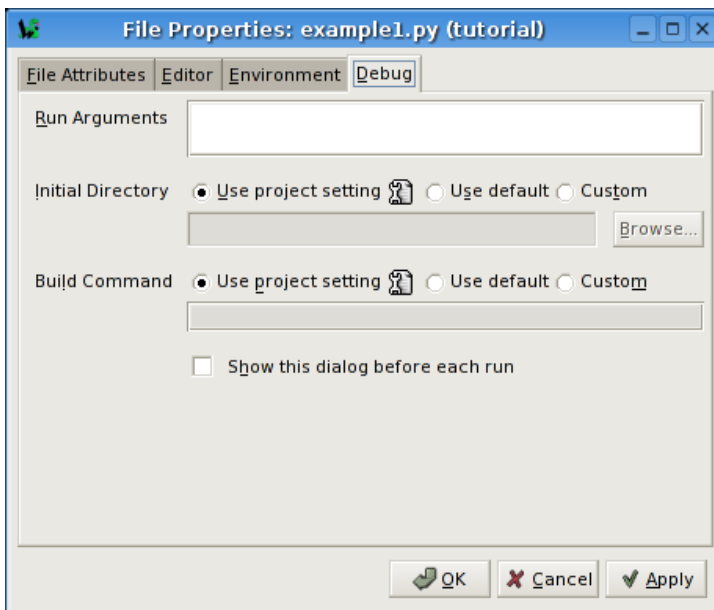 File Properties: example1.py (tutorial)
File Attributes Editor Environment Debug
Run Arguments
Initial Directory Use project setting Use default Custom
Browse...
Build Command Use project setting Use default Custom
Show this dialog before each run
OK Cancel Apply